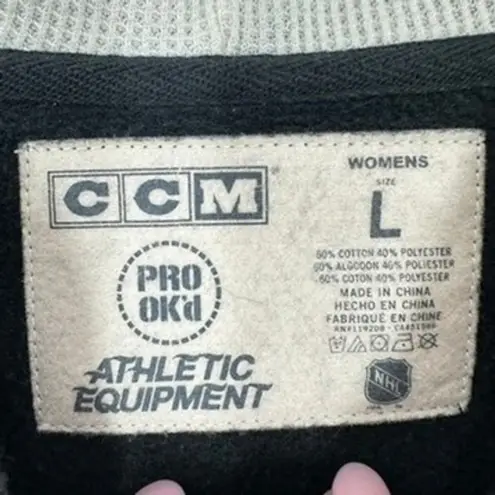 CCM
PRO
OK'd
ATHLETIC
EQUIPMENT
WOMENS
SIZE
L
60% COTTON 40% POLYESTER
60% ALGODON 40% POLIESTER
60% COTON 40% POLYESTER
MADE IN CHINA
HECHO EN CHINA
FABRIQUÉ EN CHINE
NHL